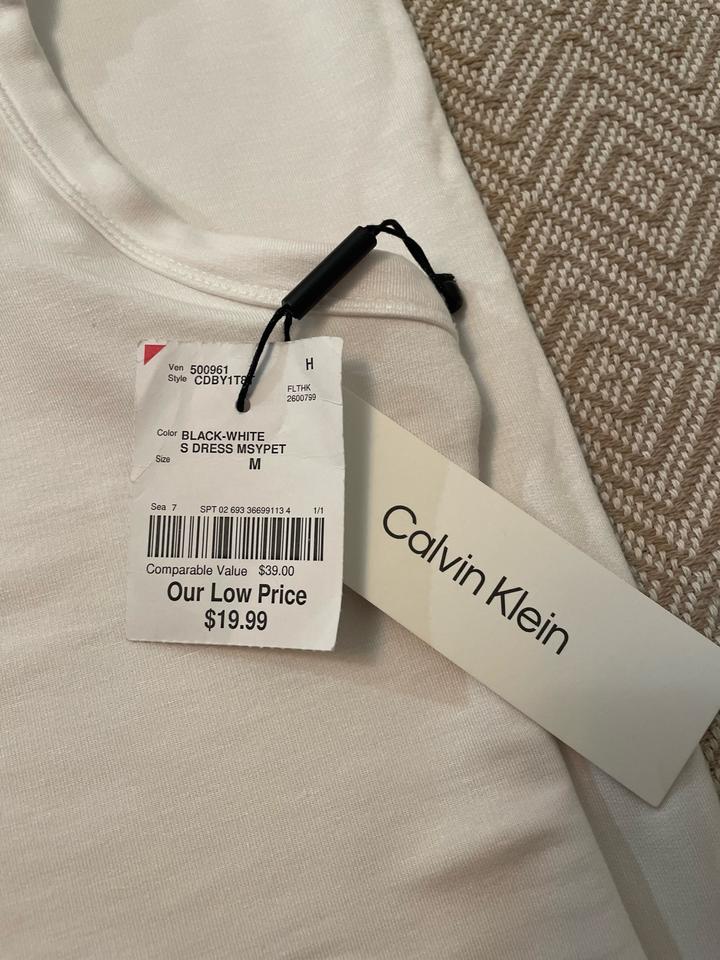 Ven 500961
H
Style CDBY1T8
FLTHK
2600799
Color BLACK-WHITE
S DRESS MSYPET
Size M
Sea 7 SPT 02 693 36699113 4 1/1
Comparable Value $39.00
Our Low Price
$19.99
Calvin Klein